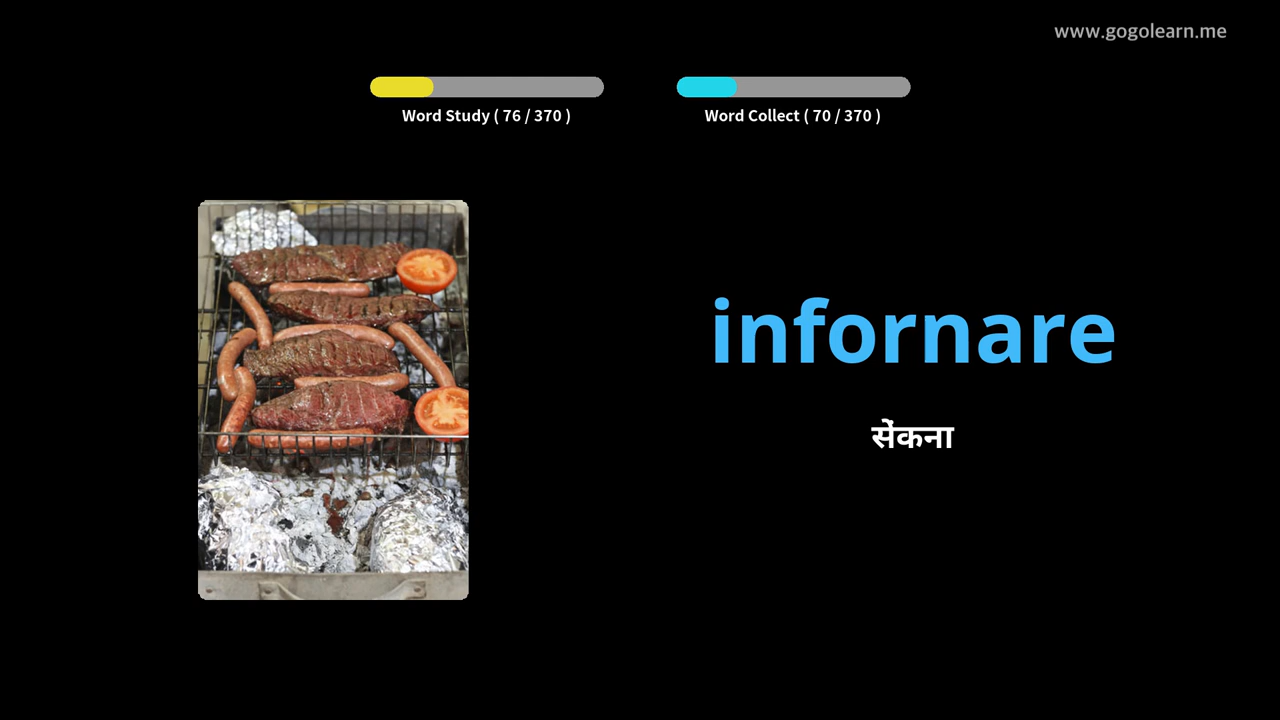 www.gogolearn.me
Word Study ( 76 / 370 )
Word Collect ( 70 / 370 )
infornare
सेंकना